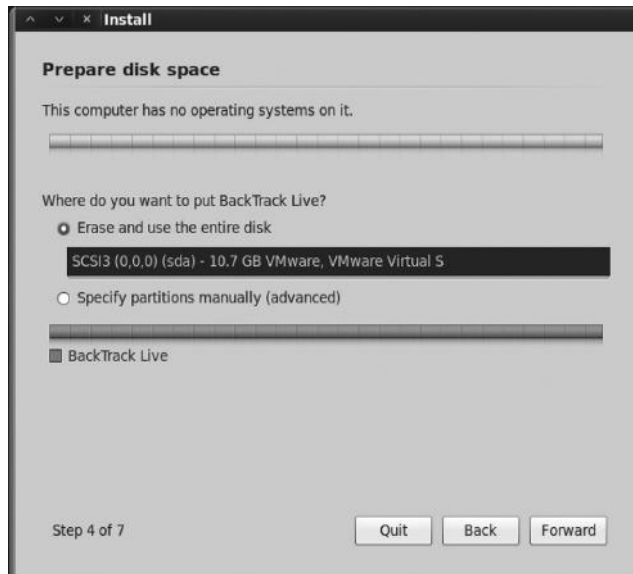 Install
Prepare disk space
This computer has no operating systems on it.
Where do you want to put BackTrack Live?
Erase and use the entire disk
SCSI3 (0,0,0) (sda) - 10.7 GB VMware, VMware Virtual S
Specify partitions manually (advanced)
BackTrack Live
Step 4 of 7
Quit
Back
Forward